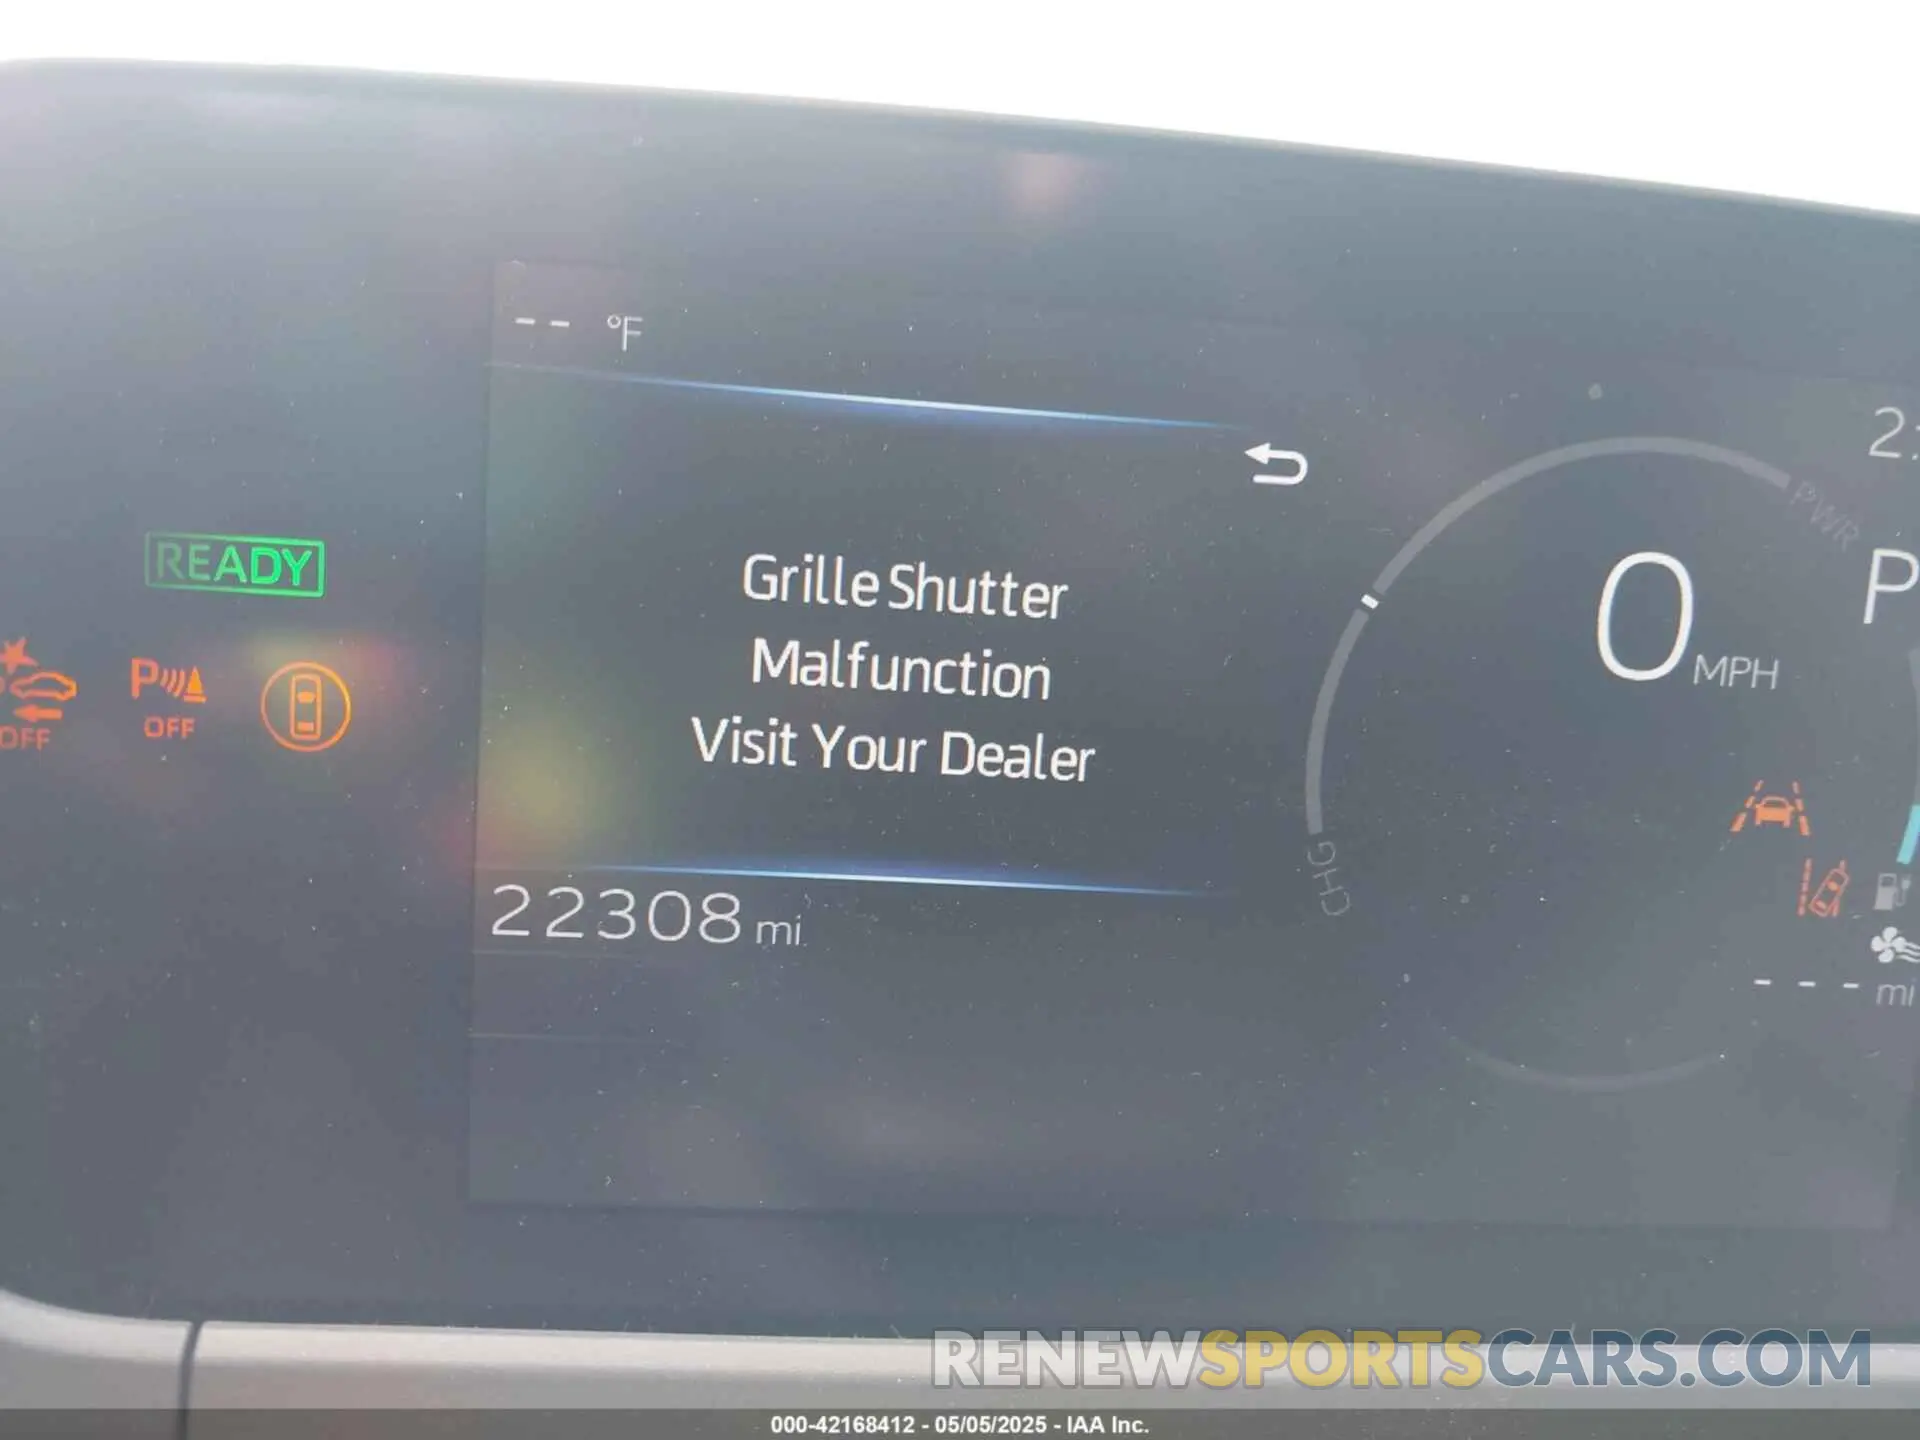 -- °F
2:
PWR
READY
Grille Shutter
Malfunction
Visit Your Dealer
0 MPH
P
P
OFF
OFF
CHG
22308 mi
--- mi
RENEWSPORTSCARS.COM
000-42168412 - 05/05/2025 - IAA Inc.